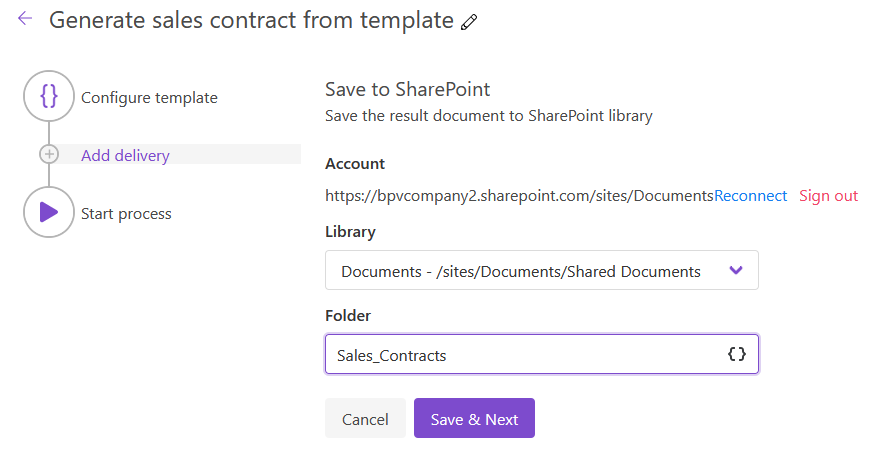 Generate sales contract from template
{} Configure template
Add delivery
Start process
Save to SharePoint
Save the result document to SharePoint library
Account
https://bpvcompany2.sharepoint.com/sites/DocumentsReconnect Sign out
Library
Documents - /sites/Documents/Shared Documents
Folder
Sales_Contracts {}
Cancel Save & Next